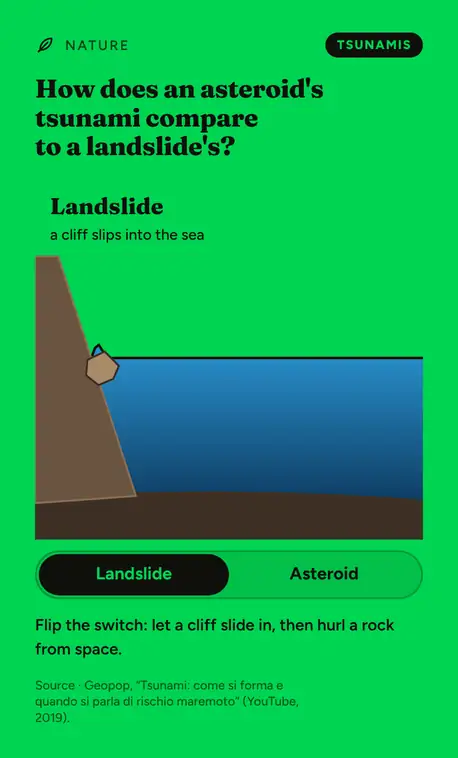 NATURE
TSUNAMIS
How does an asteroid's
tsunami compare
to a landslide's?
Landslide
a cliff slips into the sea
Landslide
Asteroid
Flip the switch: let a cliff slide in, then hurl a rock
from space.
Source · Geopop, “Tsunami: come si forma e
quando si parla di rischio maremoto” (YouTube,
2019).